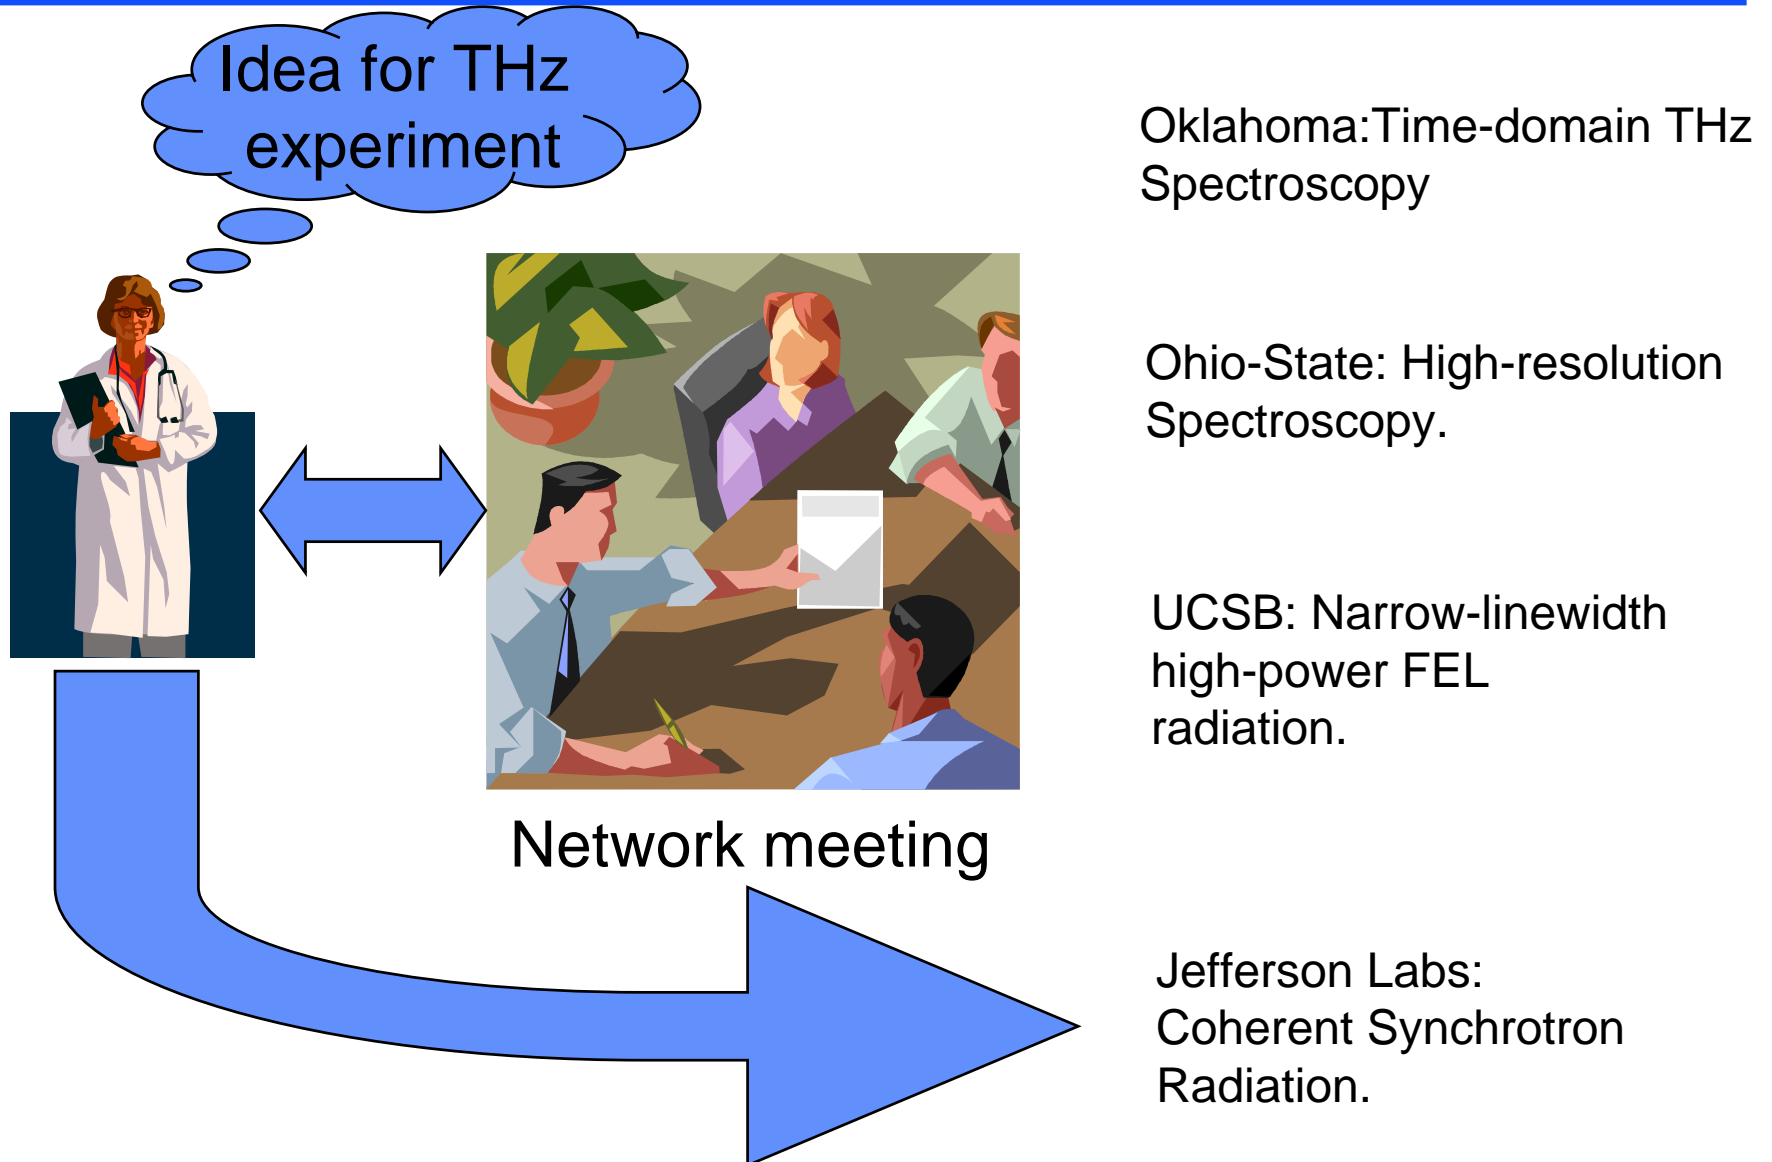 Idea for THz
experiment
Oklahoma:Time-domain THz
Spectroscopy
Ohio-State: High-resolution
Spectroscopy.
UCSB: Narrow-linewidth
high-power FEL
radiation.
Network meeting
Jefferson Labs:
Coherent Synchrotron
Radiation.